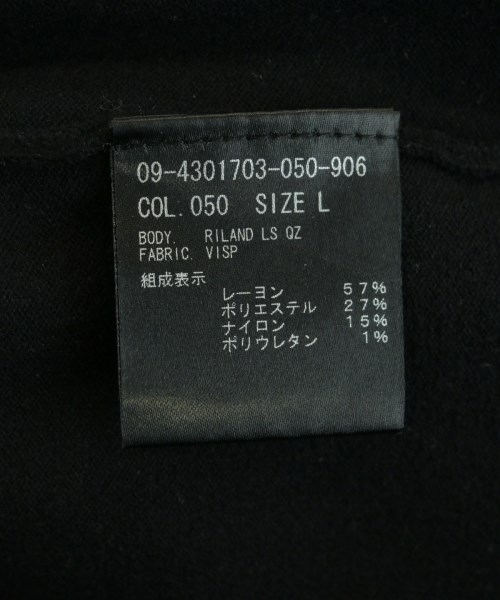 09-4301703-050-906
COL. 050 SIZE L
BODY. RILAND LS QZ
FABRIC. VISP
組成表示
レーヨン 57%
ポリエステル 27%
ナイロン 15%
ポリウレタン 1%